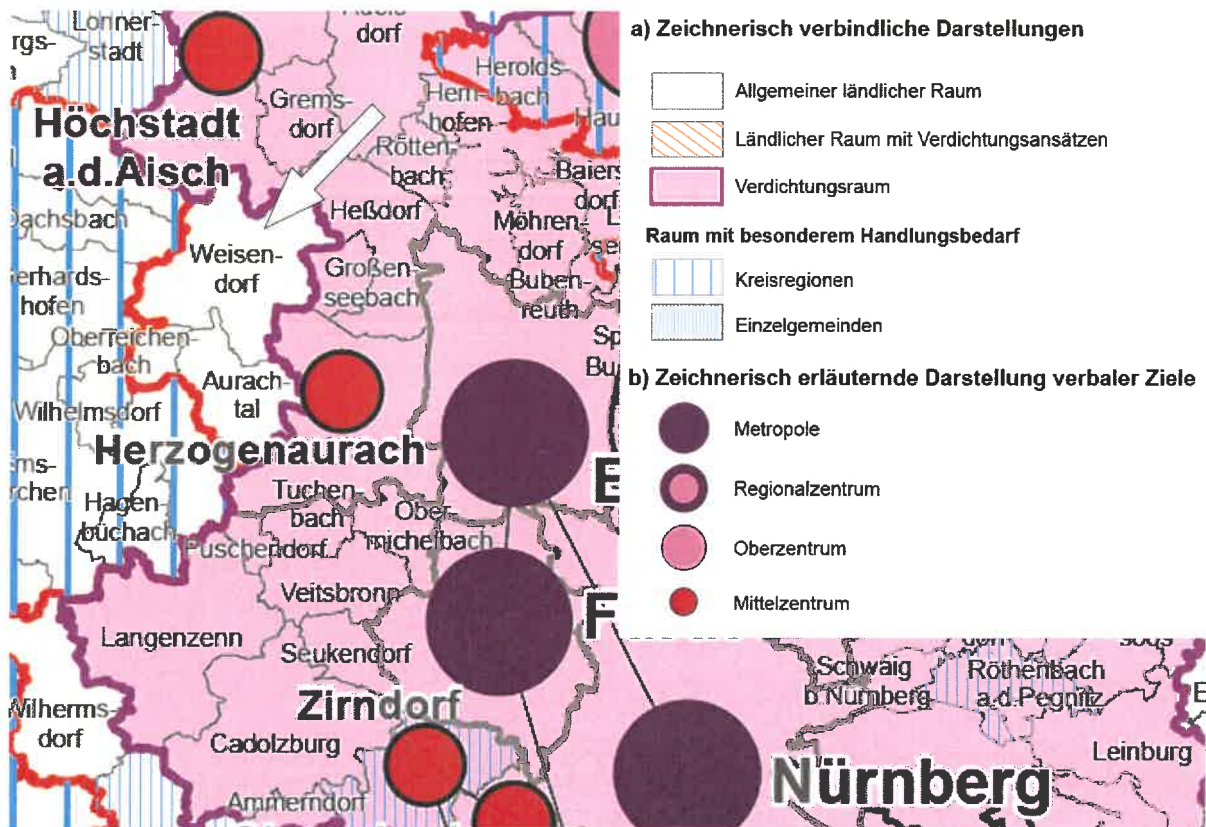 Lonner-
stadt
rgs-
dorf
Höchstadt
a.d.Aisch
Grems-
dorf
Herolds-
bach
Hem-
hofen
Hau
Rötten-
bach
Baiers
dorf
Dachsbach
Heßdorf
Möhren-
dorf
Weisen-
dorf
Großen-
seebach
Buben-
reuth
erhards-
hofen
Oberreichen-
bach
Aurach-
tal
Wilhelmsdorf
Herzogenaurach
Tuchen-
bach
Ober-
michelbach
Hagen-
büchach
Puschendorf
Veitsbronn
Langenzenn
Seukendorf
Zirndorf
Wilherms-
dorf
Cadolzburg
Ammerndorf
Nürnberg
Schwaig
b.Nürnberg
Röthenbach
a.d.Pegnitz
Leinburg
a) Zeichnerisch verbindliche Darstellungen
Allgemeiner ländlicher Raum
Ländlicher Raum mit Verdichtungsansätzen
Verdichtungsraum
Raum mit besonderem Handlungsbedarf
Kreisregionen
Einzelgemeinden
b) Zeichnerisch erläuternde Darstellung verbaler Ziele
Metropole
Regionalzentrum
Oberzentrum
Mittelzentrum